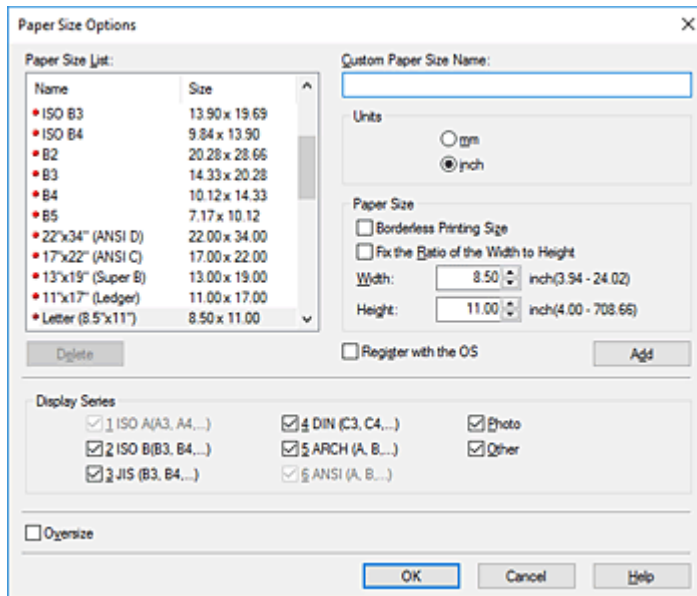 Paper Size Options
Paper Size List:
Name Size
ISO B3 13.90 x 19.69
ISO B4 9.84 x 13.90
B2 20.28 x 28.66
B3 14.33 x 20.28
B4 10.12 x 14.33
B5 7.17 x 10.12
22"x34" (ANSI D) 22.00 x 34.00
17"x22" (ANSI C) 17.00 x 22.00
13"x19" (Super B) 13.00 x 19.00
11"x17" (Ledger) 11.00 x 17.00
Letter (8.5"x11") 8.50 x 11.00
Delete
Custom Paper Size Name:
Units
mm
inch
Paper Size
Borderless Printing Size
Fix the Ratio of the Width to Height
Width: 8.50 inch(3.94 - 24.02)
Height: 11.00 inch(4.00 - 708.66)
Register with the OS Add
Display Series
1 ISO A(A3, A4,...) 4 DIN (C3, C4,...) Photo
2 ISO B(B3, B4,...) 5 ARCH (A, B,...) Other
3 JIS (B3, B4,...) 6 ANSI (A, B,...)
Oversize
OK Cancel Help